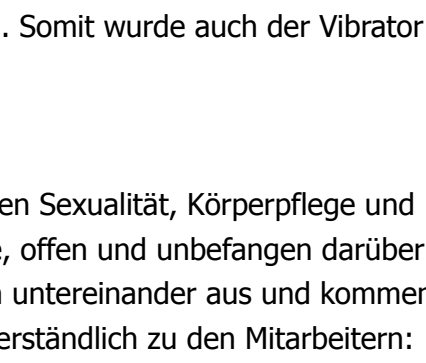 . Somit wurde auch der Vibrator
en Sexualität, Körperpflege und
, offen und unbefangen darüber
untereinander aus und kommen
erständlich zu den Mitarbeitern: